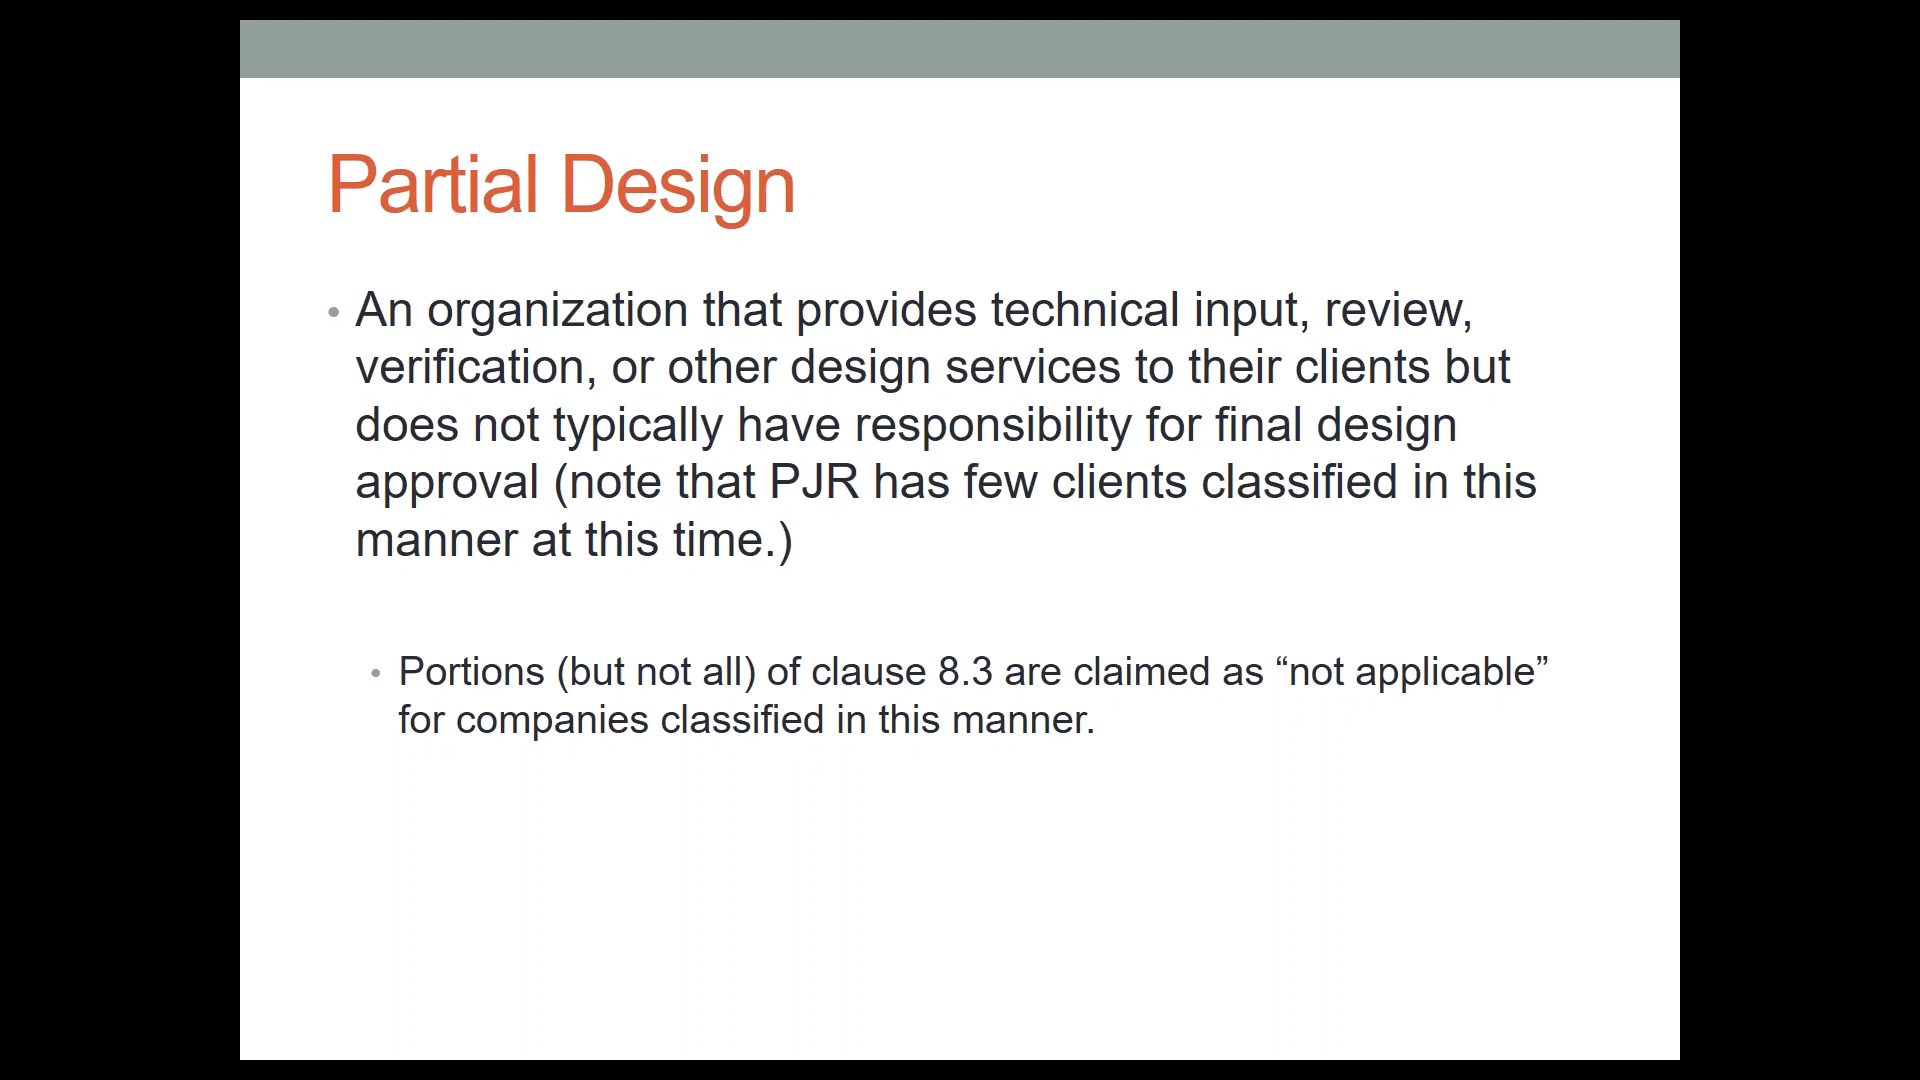 Partial Design
• An organization that provides technical input, review,
verification, or other design services to their clients but
does not typically have responsibility for final design
approval (note that PJR has few clients classified in this
manner at this time.)
• Portions (but not all) of clause 8.3 are claimed as “not applicable”
for companies classified in this manner.